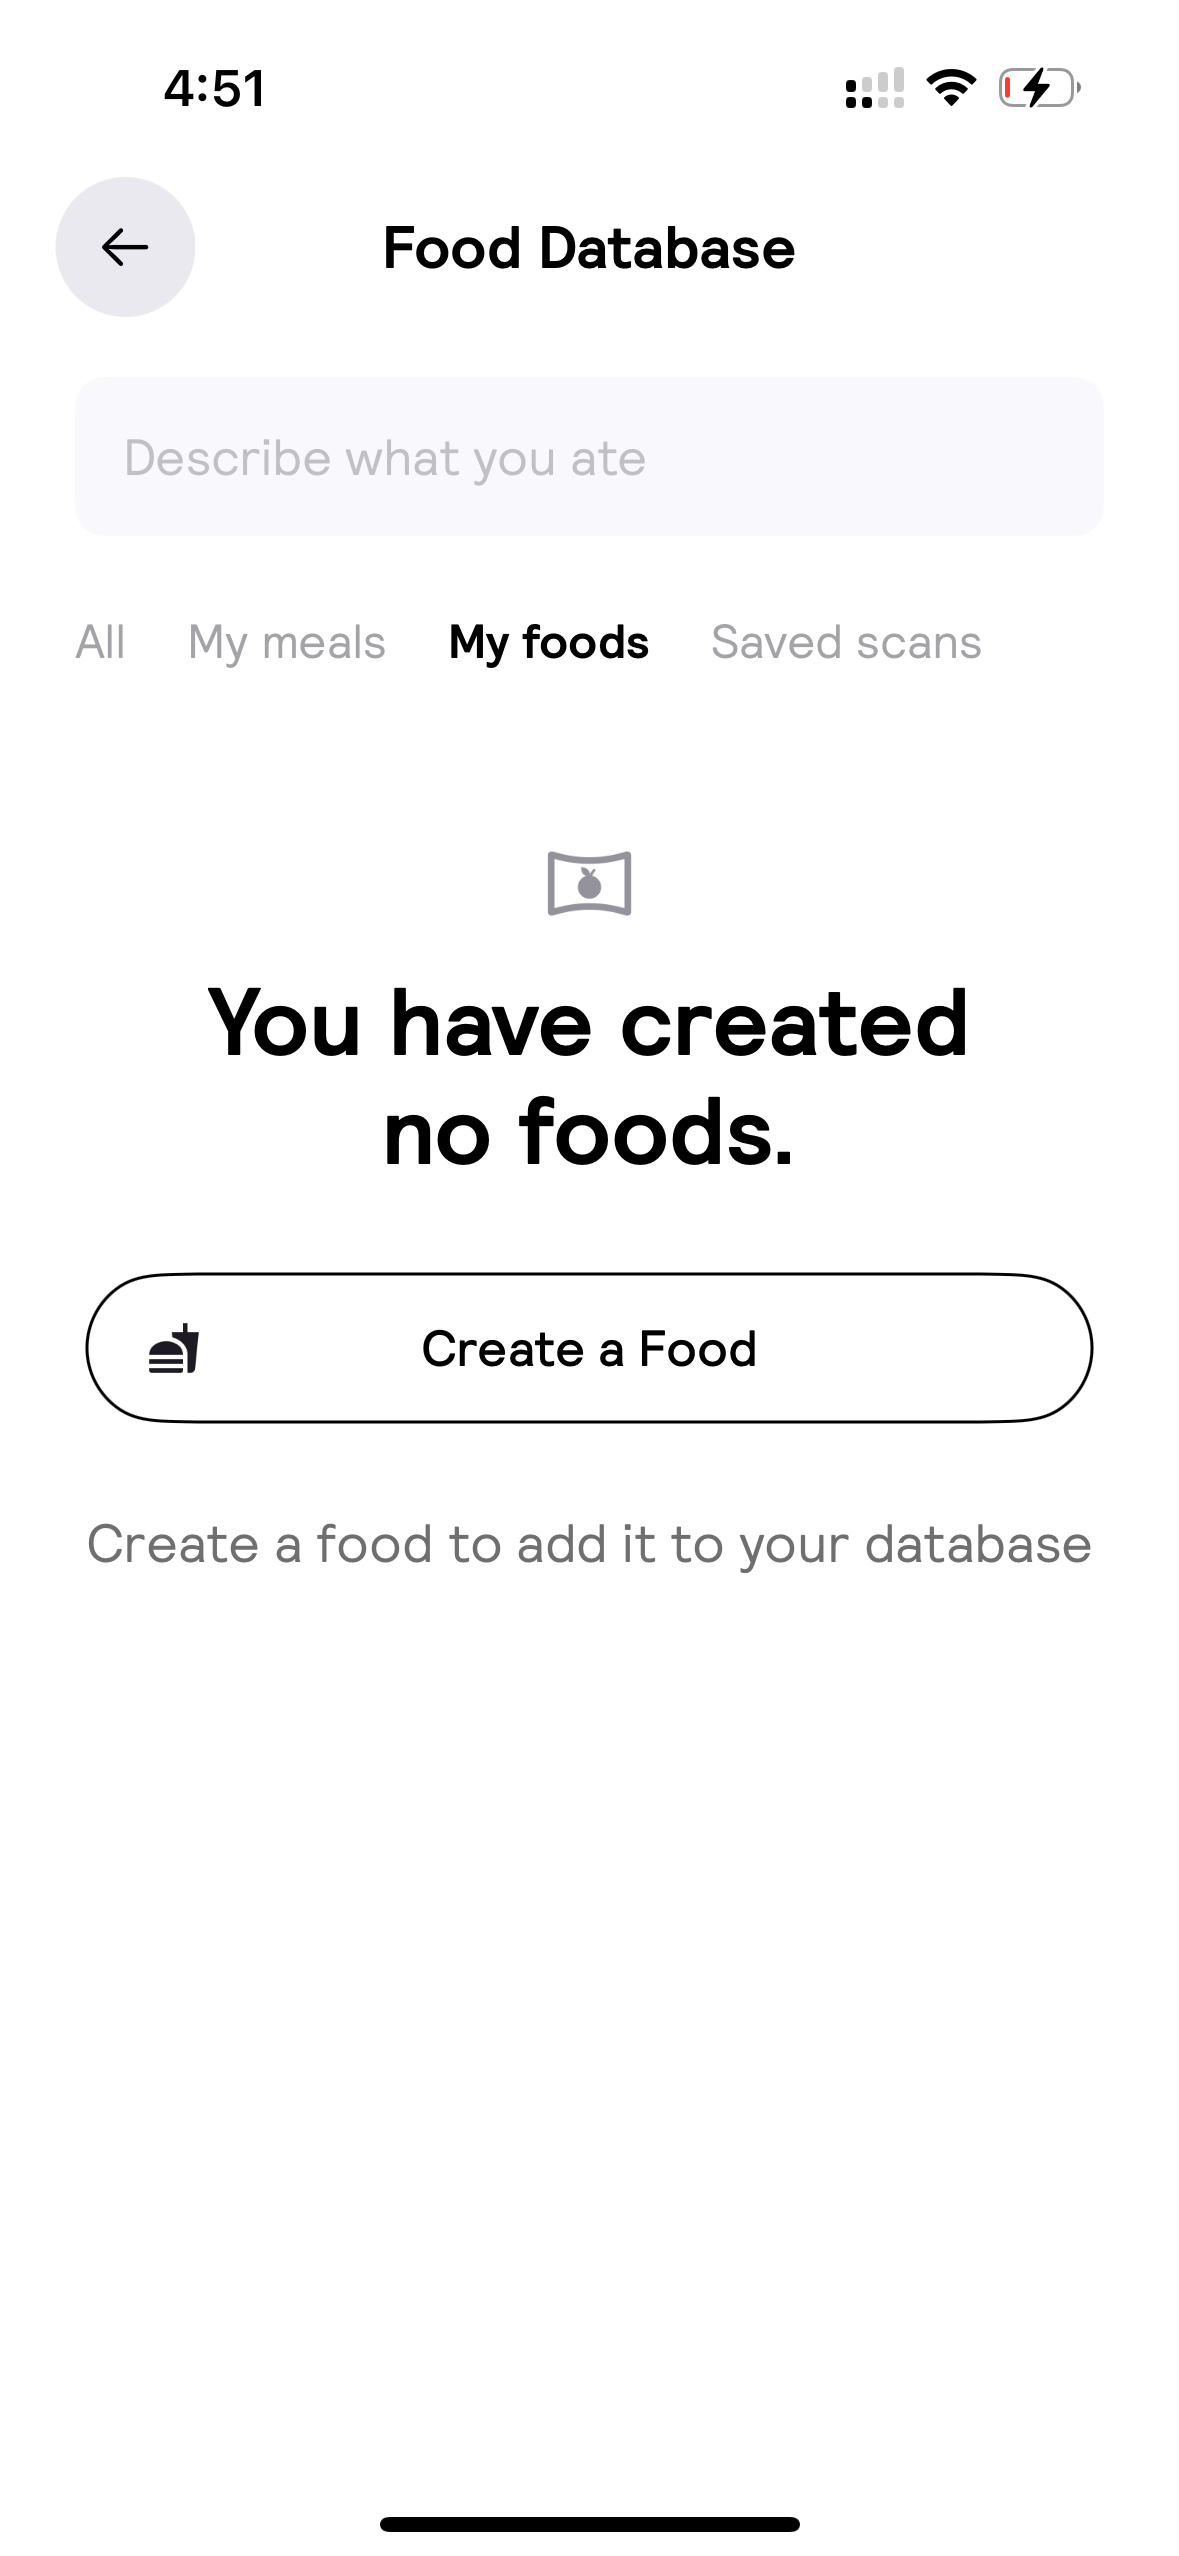 4:51
Food Database
Describe what you ate
All My meals My foods Saved scans
You have created
no foods.
Create a Food
Create a food to add it to your database